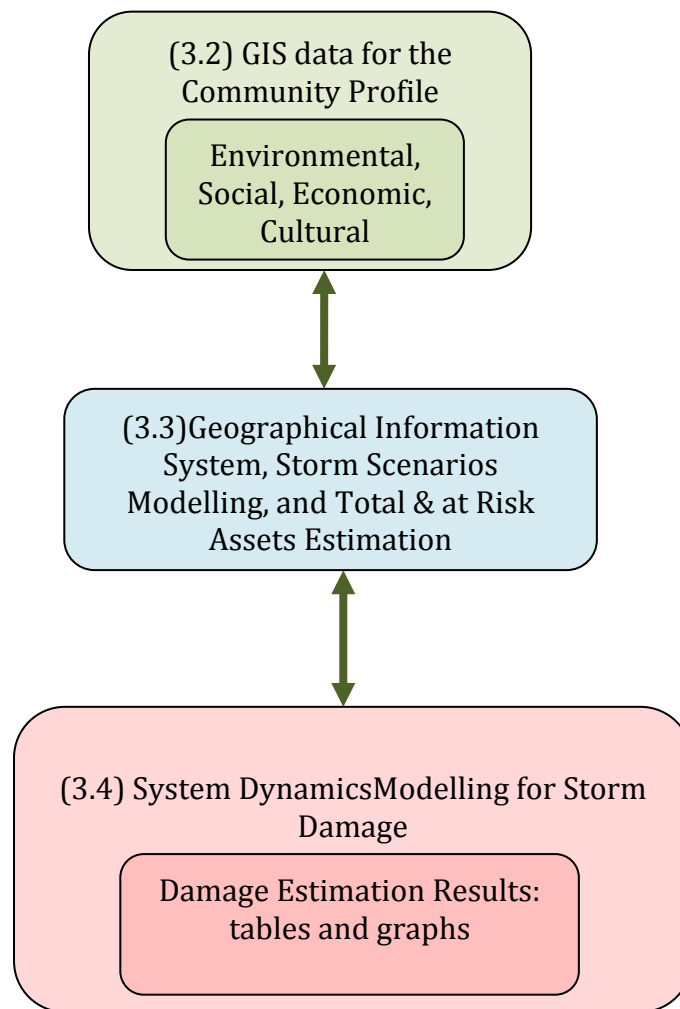 (3.2) GIS data for the
Community Profile
Environmental,
Social, Economic,
Cultural
(3.3)Geographical Information
System, Storm Scenarios
Modelling, and Total & at Risk
Assets Estimation
(3.4) System DynamicsModelling for Storm
Damage
Damage Estimation Results:
tables and graphs